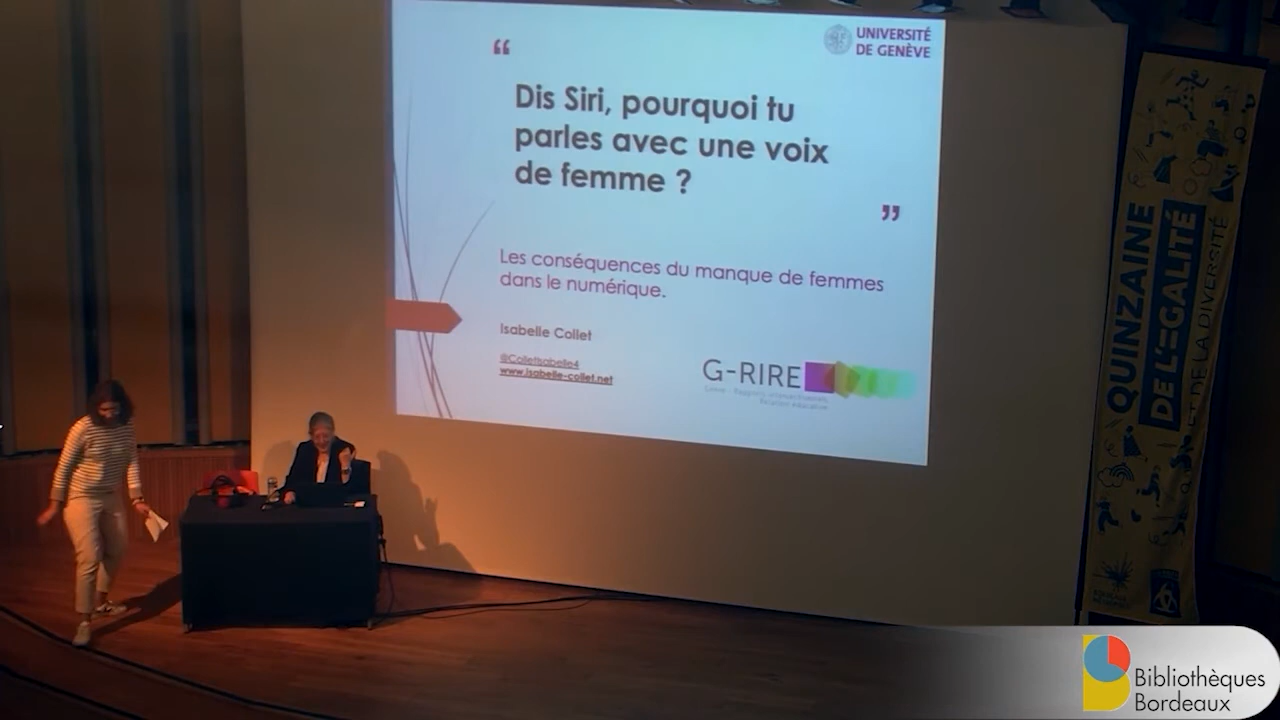 UNIVERSITÉ
DE GENÈVE
“
Dis Siri, pourquoi tu
parles avec une voix
de femme ?
”
Les conséquences du manque de femmes
dans le numérique.
Isabelle Collet
@ColletIsabelle4
www.isabelle-collet.net
G-RIRE
QUINZAINE
DE L'ÉGALITÉ
ET DE LA DIVERSITÉ
Bibliothèques
Bordeaux